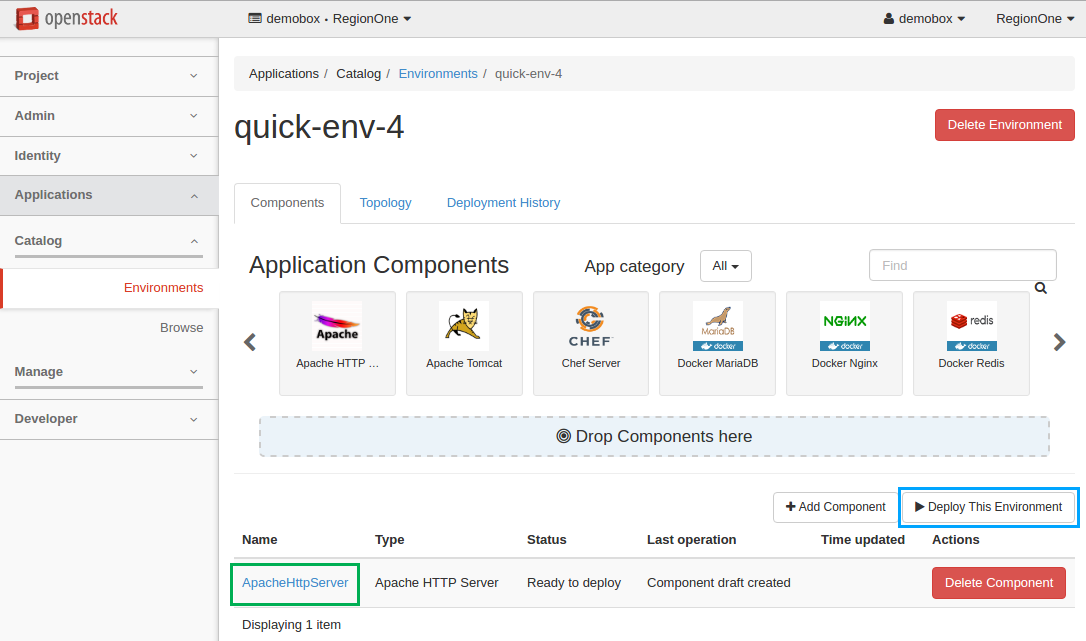 openstack demobox • RegionOne demobox RegionOne
Project
Admin
Identity
Applications
Catalog
Environments
Browse
Manage
Developer
Applications / Catalog / Environments / quick-env-4
quick-env-4 Delete Environment
Components Topology Deployment History
Application Components App category All Find
Apache
Apache HTTP ...
Apache Tomcat
CHEF
Chef Server
MariaDB
docker
Docker MariaDB
NGINX
docker
Docker Nginx
redis
docker
Docker Redis
Drop Components here
Add Component Deploy This Environment
Name Type Status Last operation Time updated Actions
ApacheHttpServer Apache HTTP Server Ready to deploy Component draft created Delete Component
Displaying 1 item